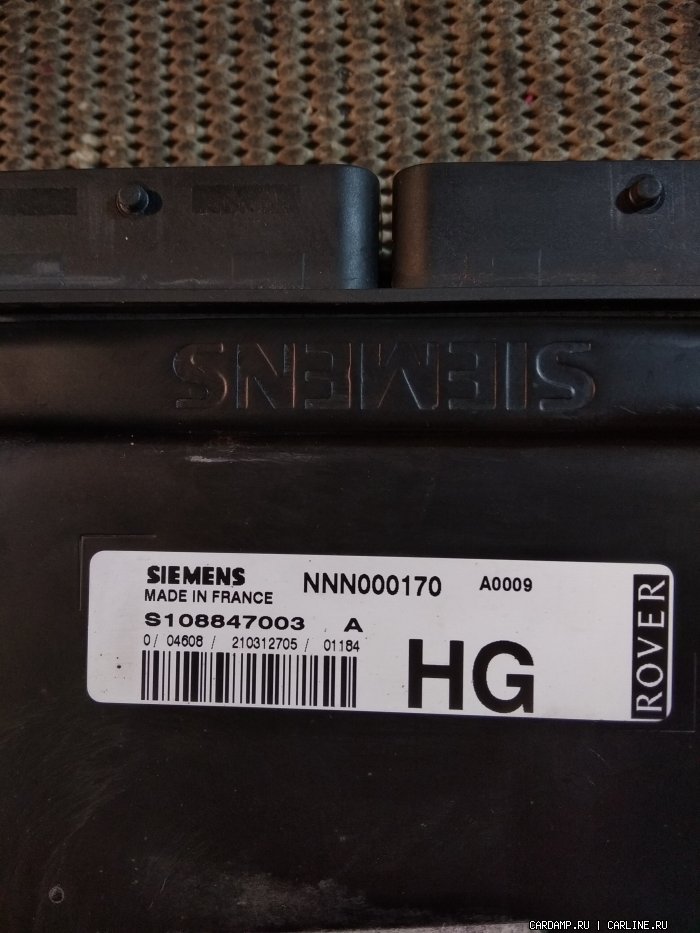 SIEMENS
SIEMENS NNN000170 A0009
MADE IN FRANCE
S108847003 A
0/ 04608 / 210312705 / 01184
HG
ROVER
CARDAMP.RU | CARLINE.RU